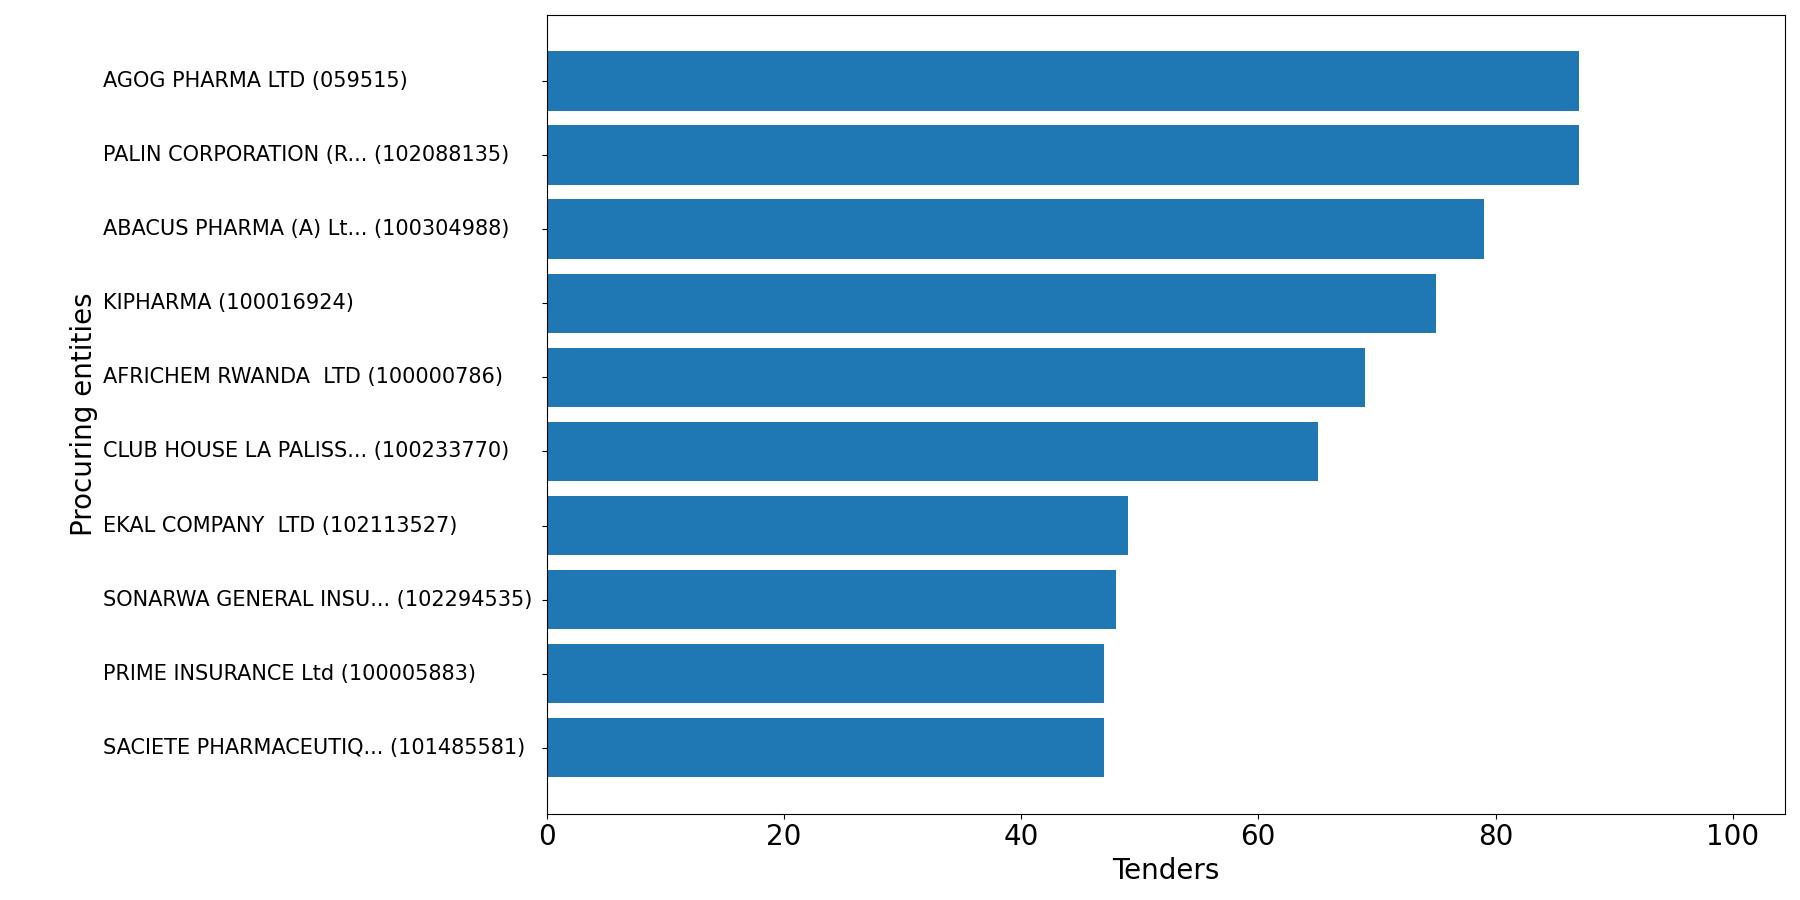 Procuring entities
AGOG PHARMA LTD (059515)
PALIN CORPORATION (R... (102088135)
ABACUS PHARMA (A) Lt... (100304988)
KIPHARMA (100016924)
AFRICHEM RWANDA  LTD (100000786)
CLUB HOUSE LA PALISS... (100233770)
EKAL COMPANY  LTD (102113527)
SONARWA GENERAL INSU... (102294535)
PRIME INSURANCE Ltd (100005883)
SACIETE PHARMACEUTIQ... (101485581)
0 20 40 60 80 100
Tenders